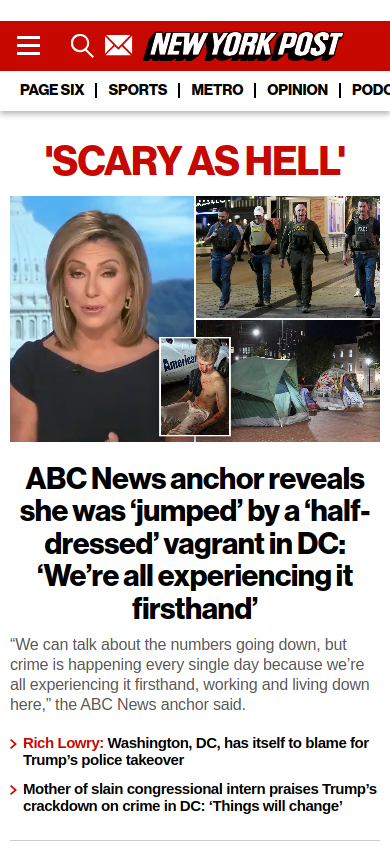 NEW YORK POST
PAGE SIX
SPORTS
METRO
OPINION
PODC
'SCARY AS HELL'
American
ABC News anchor reveals
she was ‘jumped’ by a ‘half-
dressed’ vagrant in DC:
‘We’re all experiencing it
firsthand’
“We can talk about the numbers going down, but
crime is happening every single day because we’re
all experiencing it firsthand, working and living down
here,” the ABC News anchor said.
Rich Lowry: Washington, DC, has itself to blame for
Trump’s police takeover
Mother of slain congressional intern praises Trump’s
crackdown on crime in DC: ‘Things will change’